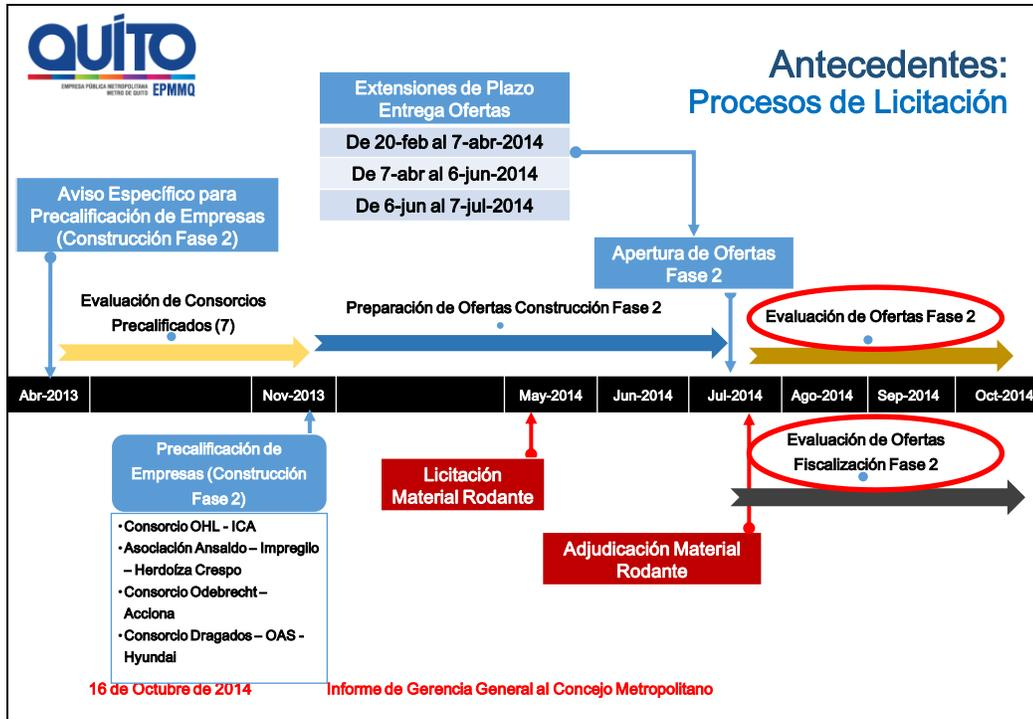 QUITO
EMPRESA PÚBLICA METROPOLITANA
METRO DE QUITO
EPMMQ
Antecedentes:
Procesos de Licitación
Extensiones de Plazo
Entrega Ofertas
De 20-feb al 7-abr-2014
De 7-abr al 6-jun-2014
De 6-jun al 7-jul-2014
Aviso Específico para
Precalificación de Empresas
(Construcción Fase 2)
Apertura de Ofertas
Fase 2
Evaluación de Consorcios
Precalificados (7)
Preparación de Ofertas Construcción Fase 2
Evaluación de Ofertas Fase 2
Abr-2013
Nov-2013
May-2014
Jun-2014
Jul-2014
Ago-2014
Sep-2014
Oct-2014
Precalificación de
Empresas (Construcción
Fase 2)
•Consorcio OHL - ICA
•Asociación Ansaldo – Impregilo
– Herdoíza Crespo
•Consorcio Odebrecht –
Acciona
•Consorcio Dragados – OAS -
Hyundai
Licitación
Material Rodante
Adjudicación Material
Rodante
Evaluación de Ofertas
Fiscalización Fase 2
16 de Octubre de 2014
Informe de Gerencia General al Concejo Metropolitano